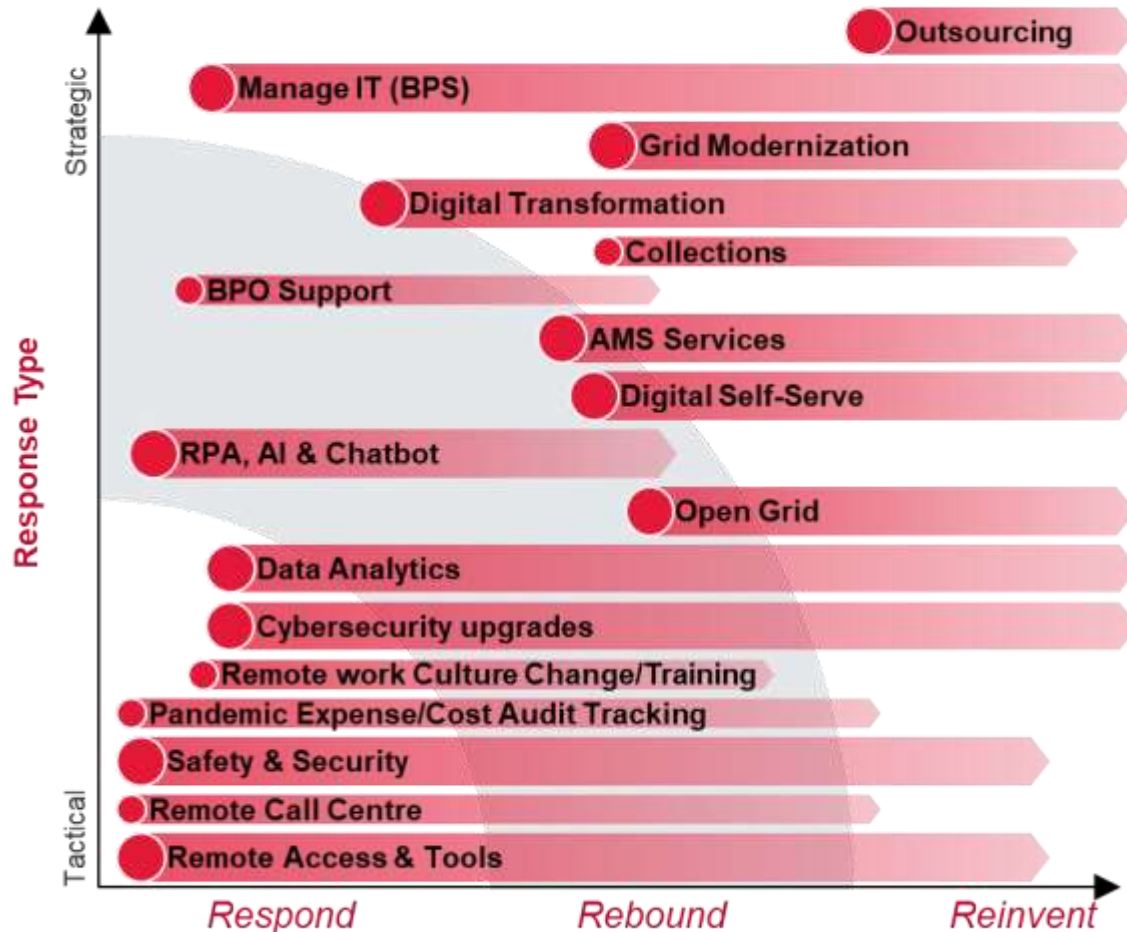 Outsourcing
Manage IT (BPS)
Strategic
Grid Modernization
Digital Transformation
Collections
BPO Support
AMS Services
Digital Self-Serve
Response Type
RPA, AI & Chatbot
Open Grid
Data Analytics
Cybersecurity upgrades
Remote work Culture Change/Training
Pandemic Expense/Cost Audit Tracking
Safety & Security
Remote Call Centre
Tactical
Remote Access & Tools
Respond
Rebound
Reinvent